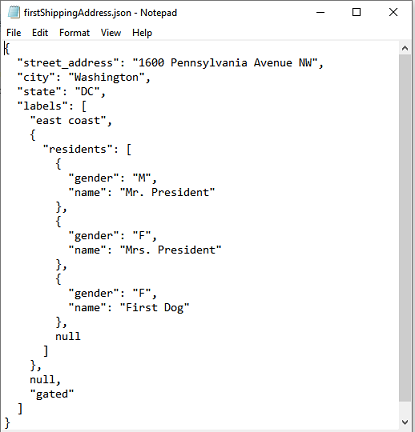 firstShippingAddress.json - Notepad
File Edit Format View Help
{
  "street_address": "1600 Pennsylvania Avenue NW",
  "city": "Washington",
  "state": "DC",
  "labels": [
    "east coast",
    {
      "residents": [
        {
          "gender": "M",
          "name": "Mr. President"
        },
        {
          "gender": "F",
          "name": "Mrs. President"
        },
        {
          "gender": "F",
          "name": "First Dog"
        },
        null
      ]
    },
    null,
    "gated"
  ]
}